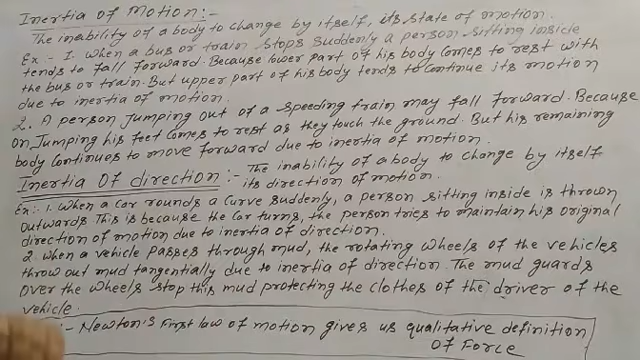 Inertia of Motion:-
The inability of a body to change by itself, its state of motion.
Ex - 1. When a bus or train stops suddenly a person sitting inside
tends to fall forward. Because lower part of his body comes to rest with
the bus or train. But upper part of his body tends to continue its motion
due to inertia of motion.
2. A person jumping out of a speeding train may fall forward. Because
on Jumping his feet comes to rest as they touch the ground. But his remaining
body continues to move forward due to inertia of motion.
Inertia Of direction:- The inability of a body to change by itself
its direction of motion.
Ex:- 1. When a car rounds a curve suddenly, a person sitting inside is thrown
outwards This is because the car turns, the person tries to maintain his original
direction of motion due to inertia of direction.
2. When a vehicle passes through mud, the rotating wheels of the vehicles
throw out mud tangentially due to inertia of direction. The mud guards
over the wheels stop this mud protecting the clothes of the driver of the
vehicle.
:- Newton's First law of motion gives us qualitative definition
Of Force